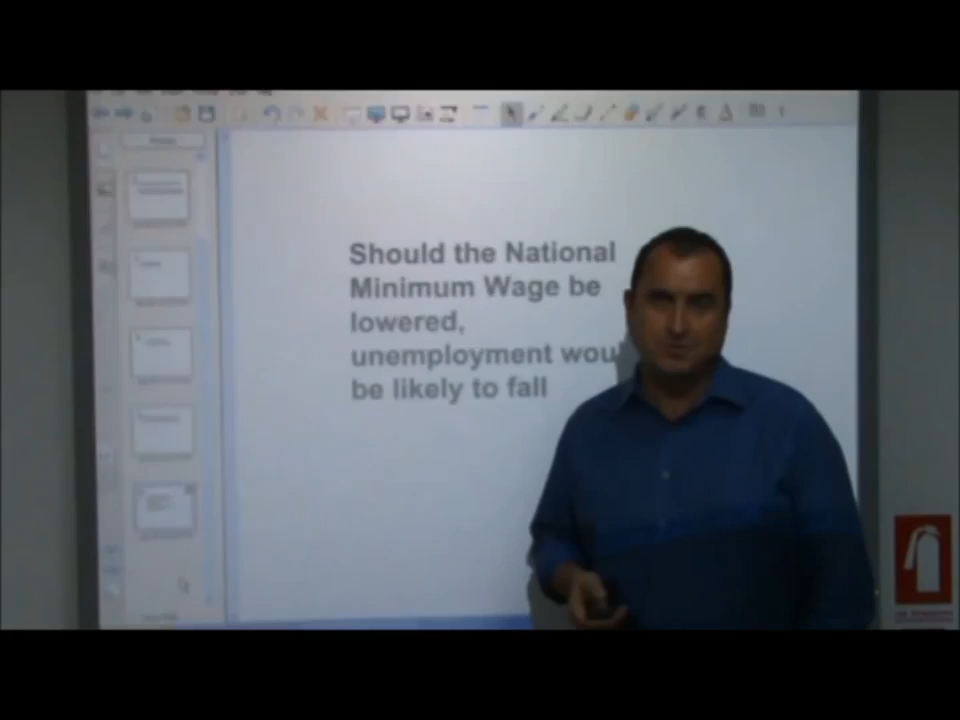 Should the National
Minimum Wage be
lowered,
unemployment wou
be likely to fall